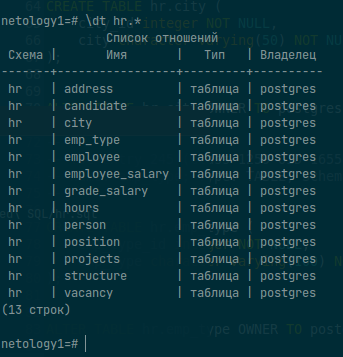 netology1=# \dt hr.*
Список отношений
Схема | Имя | Тип | Владелец
-------+-----------------+---------+----------
hr | address | таблица | postgres
hr | candidate | таблица | postgres
hr | city | таблица | postgres
hr | emp_type | таблица | postgres
hr | employee | таблица | postgres
hr | employee_salary | таблица | postgres
hr | grade_salary | таблица | postgres
hr | hours | таблица | postgres
hr | person | таблица | postgres
hr | position | таблица | postgres
hr | projects | таблица | postgres
hr | structure | таблица | postgres
hr | vacancy | таблица | postgres
(13 строк)
netology1=#